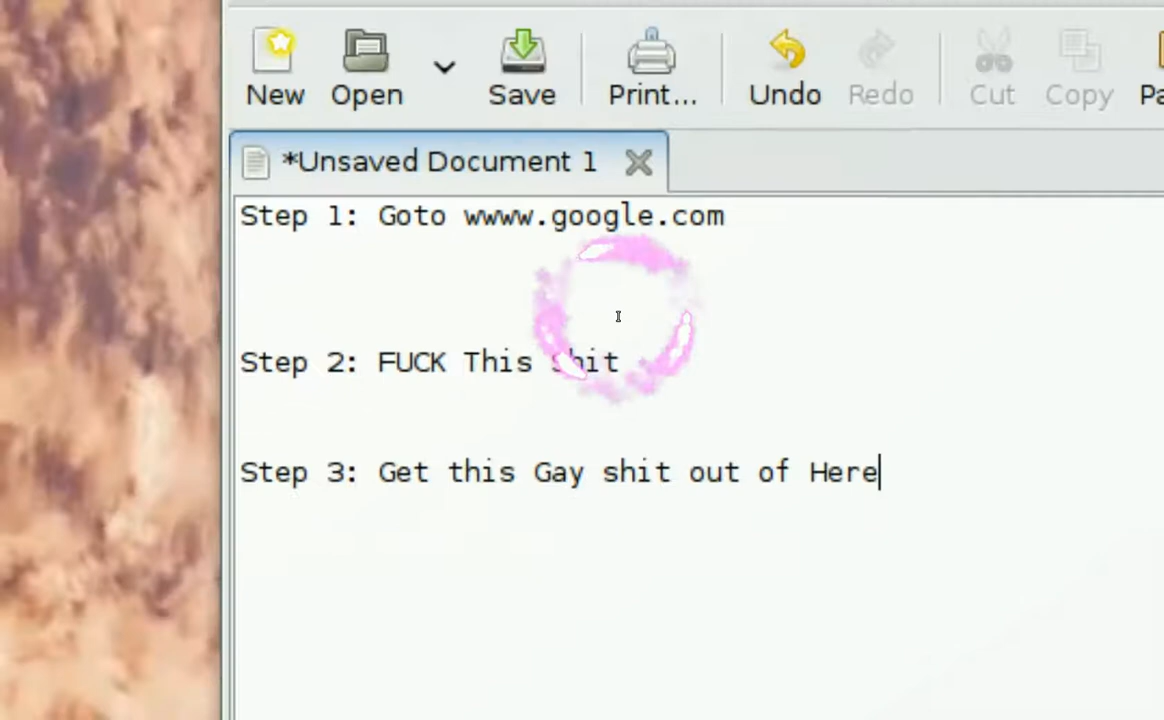 New Open Save Print... Undo Redo Cut Copy Pa
*Unsaved Document 1
Step 1: Goto wwww.google.com
Step 2: FUCK This Shit
Step 3: Get this Gay shit out of Here